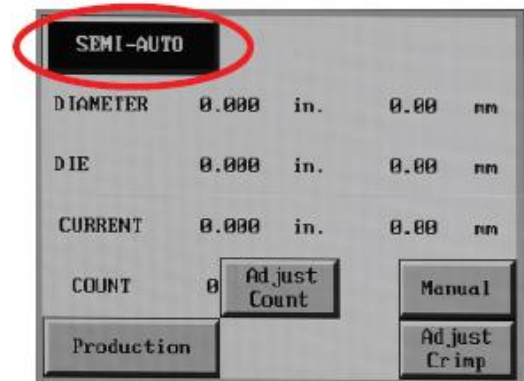 SEMI-AUTO
DIAMETER 0.000 in. 0.00 mm
DIE 0.000 in. 0.00 mm
CURRENT 0.000 in. 0.00 mm
COUNT 0 Adjust Count Manual
Production Adjust Crimp